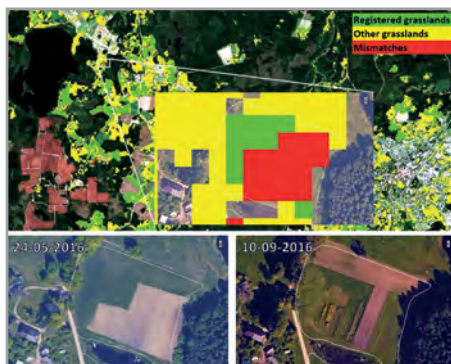 Registered grasslands
Other grasslands
Mismatches
24-05-2016
10-09-2016